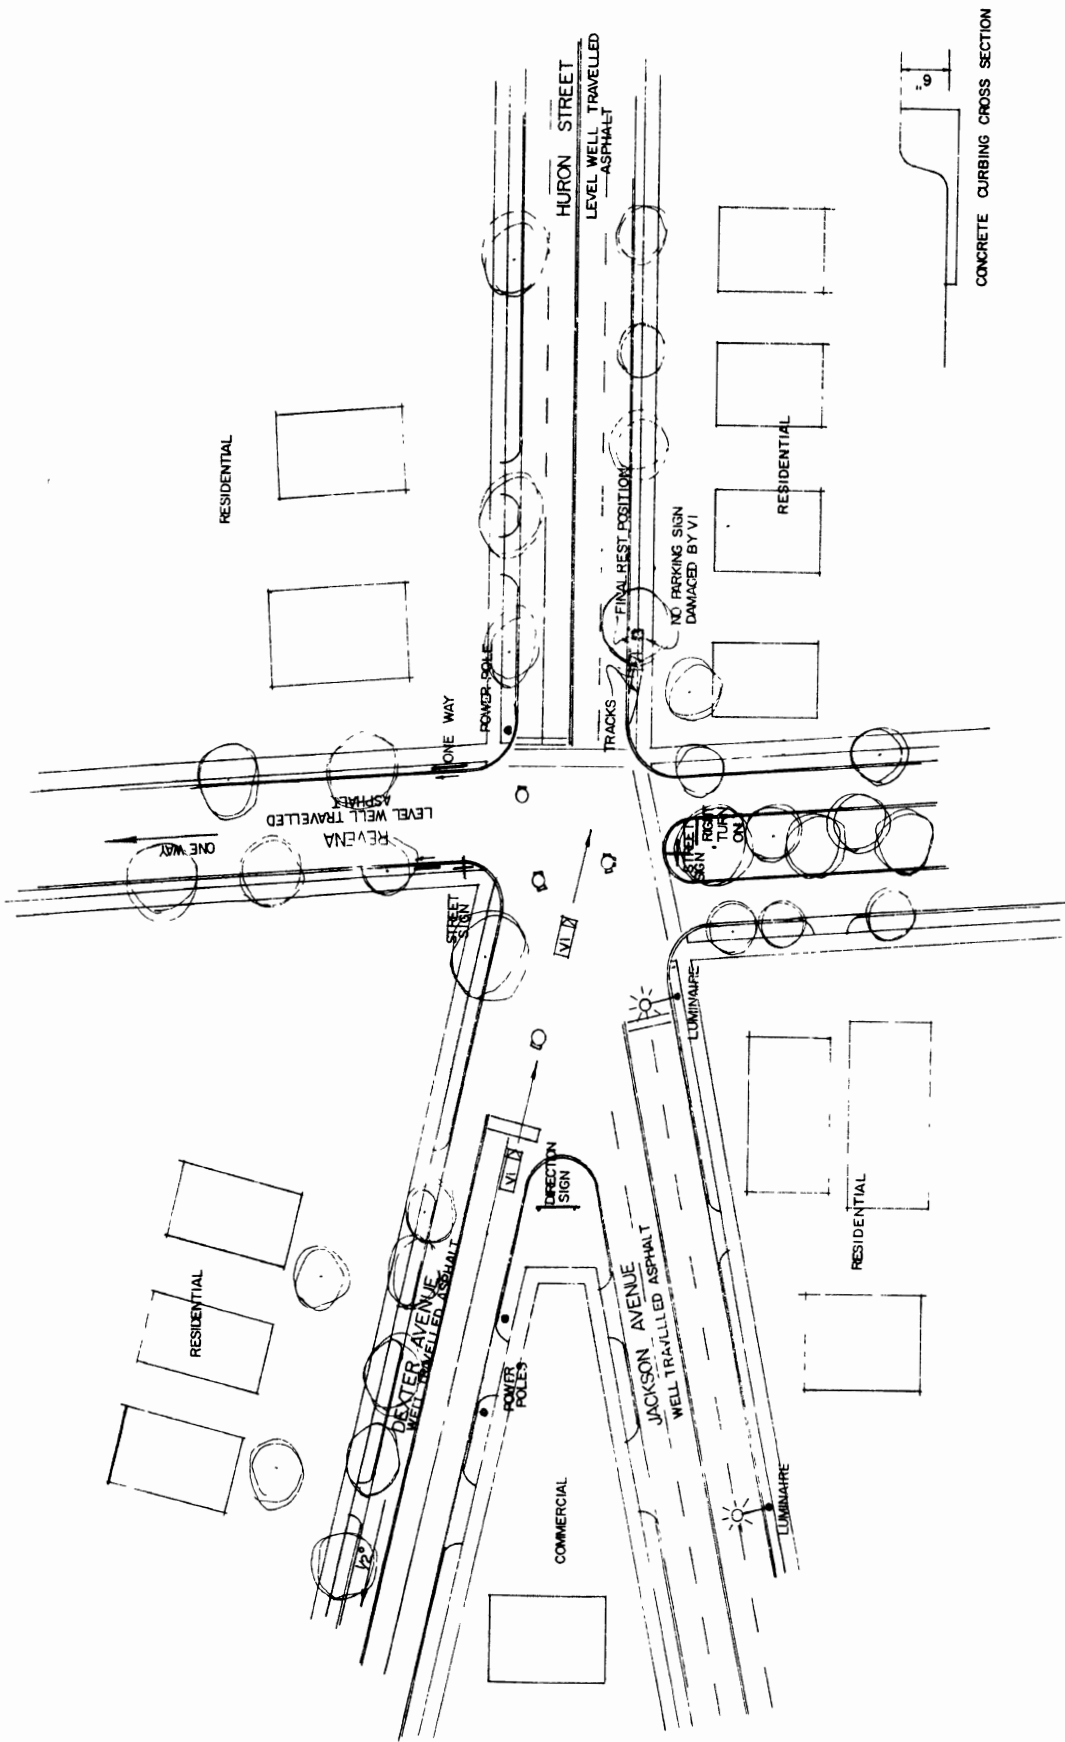 RESIDENTIAL
HURON STREET
LEVEL WELL TRAVELLED
ASPHALT
6"
CONCRETE CURBING CROSS SECTION
RESIDENTIAL
FINAL REST POSITION
NO PARKING SIGN
DAMAGED BY V1
POWER POLE
ONE WAY
TRACKS
ONE WAY
REVENA
LEVEL WELL TRAVELLED
ASPHALT
STREET
SIGN
STREET
SIGN
RIGHT
TURN
ONLY
V1
LUMINAIRE
V1
DIRECTION
SIGN
RESIDENTIAL
DEXTER AVENUE
WELL TRAVELLED ASPHALT
POWER
POLES
JACKSON AVENUE
WELL TRAVELLED ASPHALT
RESIDENTIAL
1/2°
COMMERCIAL
LUMINAIRE